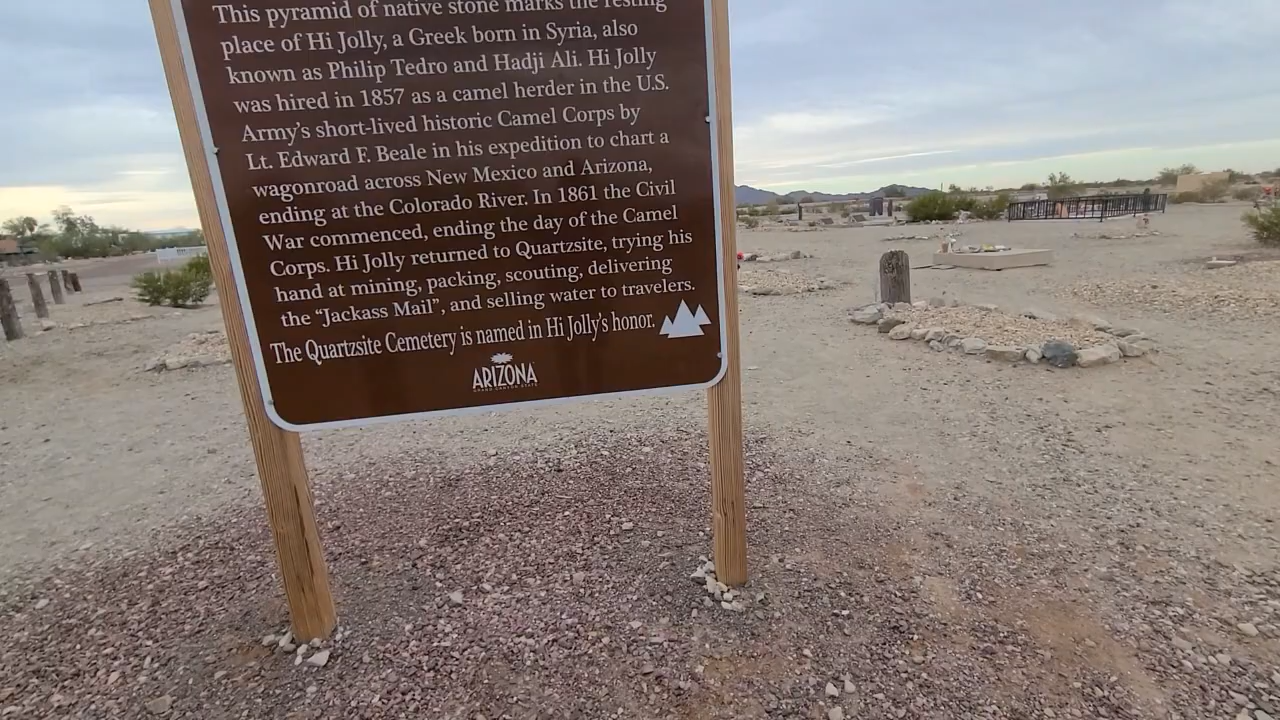 This pyramid of native stone marks the resting
place of Hi Jolly, a Greek born in Syria, also
known as Philip Tedro and Hadji Ali. Hi Jolly
was hired in 1857 as a camel herder in the U.S.
Army's short-lived historic Camel Corps by
Lt. Edward F. Beale in his expedition to chart a
wagonroad across New Mexico and Arizona,
ending at the Colorado River. In 1861 the Civil
War commenced, ending the day of the Camel
Corps. Hi Jolly returned to Quartzsite, trying his
hand at mining, packing, scouting, delivering
the "Jackass Mail", and selling water to travelers.
The Quartzsite Cemetery is named in Hi Jolly's honor.
ARIZONA
GRAND CANYON STATE